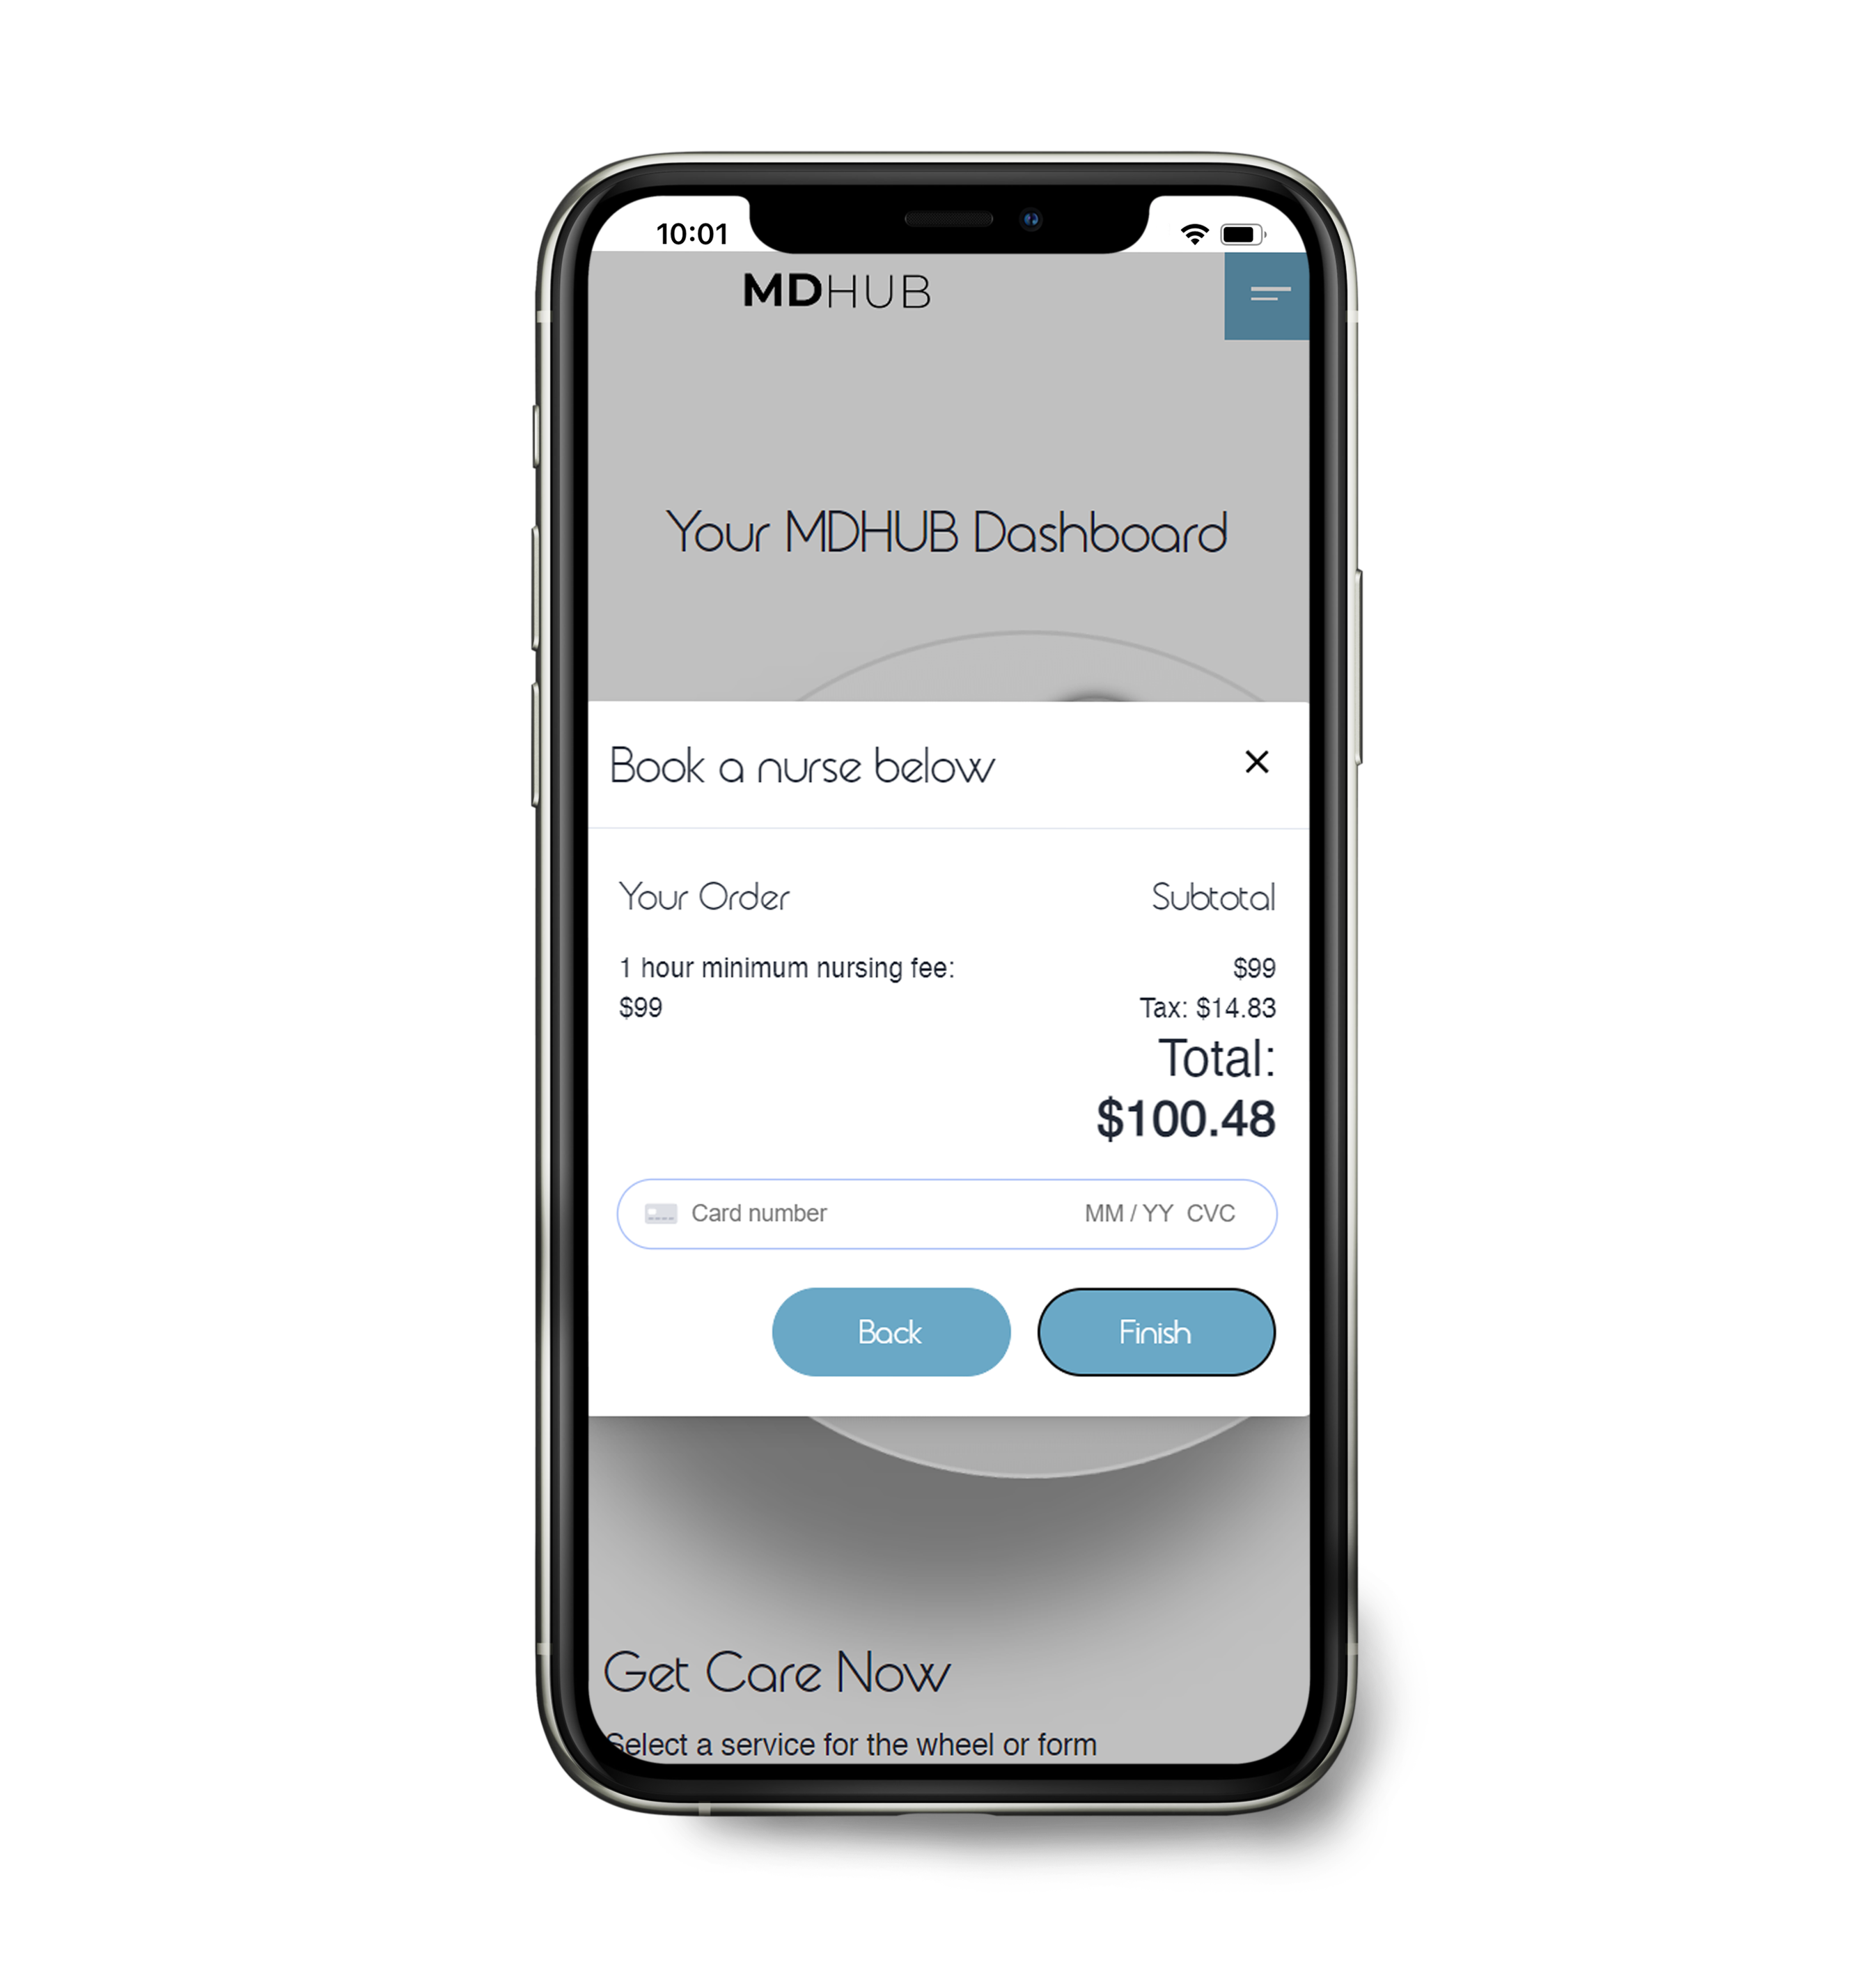 10:01
MDHUB
Your MDHUB Dashboard
Book a nurse below
Your Order
Subtotal
1 hour minimum nursing fee:
$99
$99
Tax: $14.83
Total:
$100.48
Card number
MM / YY CVC
Back
Finish
Get Care Now
Select a service for the wheel or form